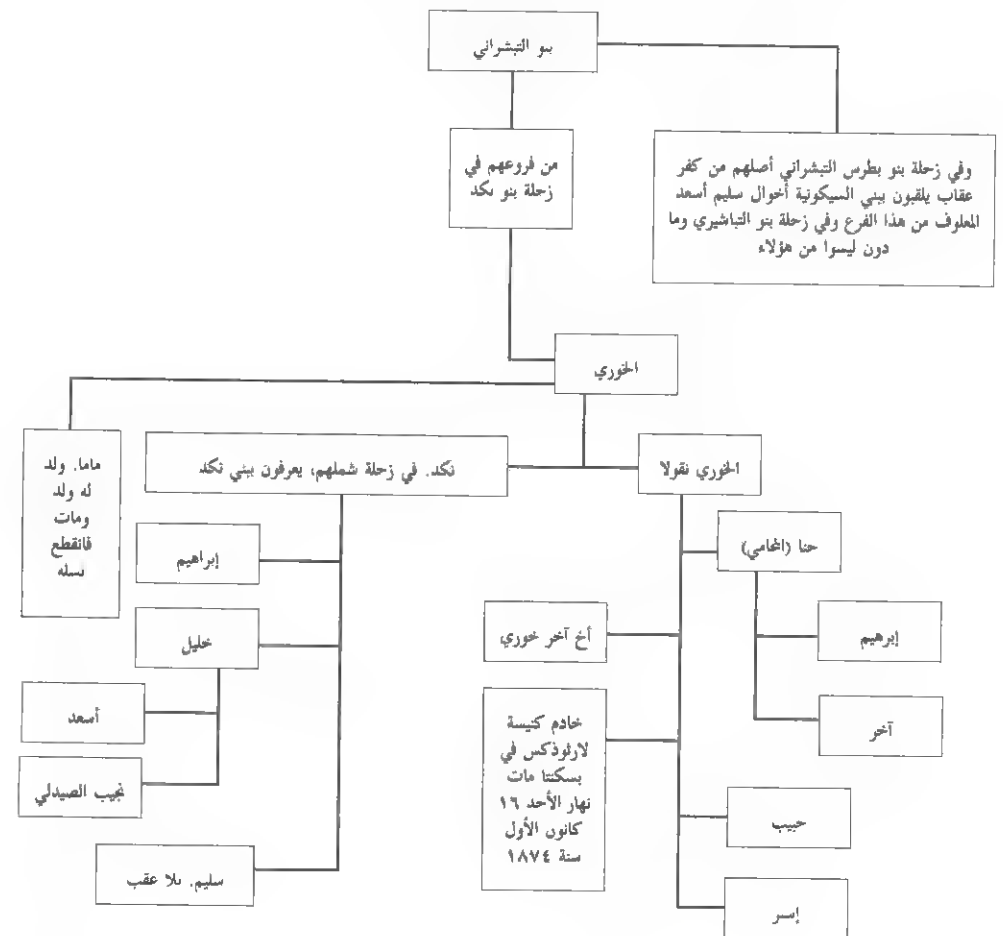 بنو التبشراني
من فروعهم في
زحلة بنو نكد
وفي زحلة بنو بطرس التبشراني أصلهم من كفر
عقاب يلقبون ببني السيكونية أخوال سليم أسعد
المعلوف من هذا الفرع وفي زحلة بنو التباشيري وما
دون ليسوا من هؤلاء
الخوري
الخوري نقولا
نكد. في زحلة شملهم، يعرفون ببني نكد
ماما. ولد
له ولد
ومات
فانقطع
نسله
حنا (المحامي)
إبراهيم
إبرهيم
أخ آخر خوري
خليل
آخر
أسعد
خادم كنيسة
لارثوذكس في
بسكنتا مات
نهار الأحد ١٦
كانون الأول
سنة ١٨٧٤
نجيب الصيدلي
حبيب
سليم. بلا عقب